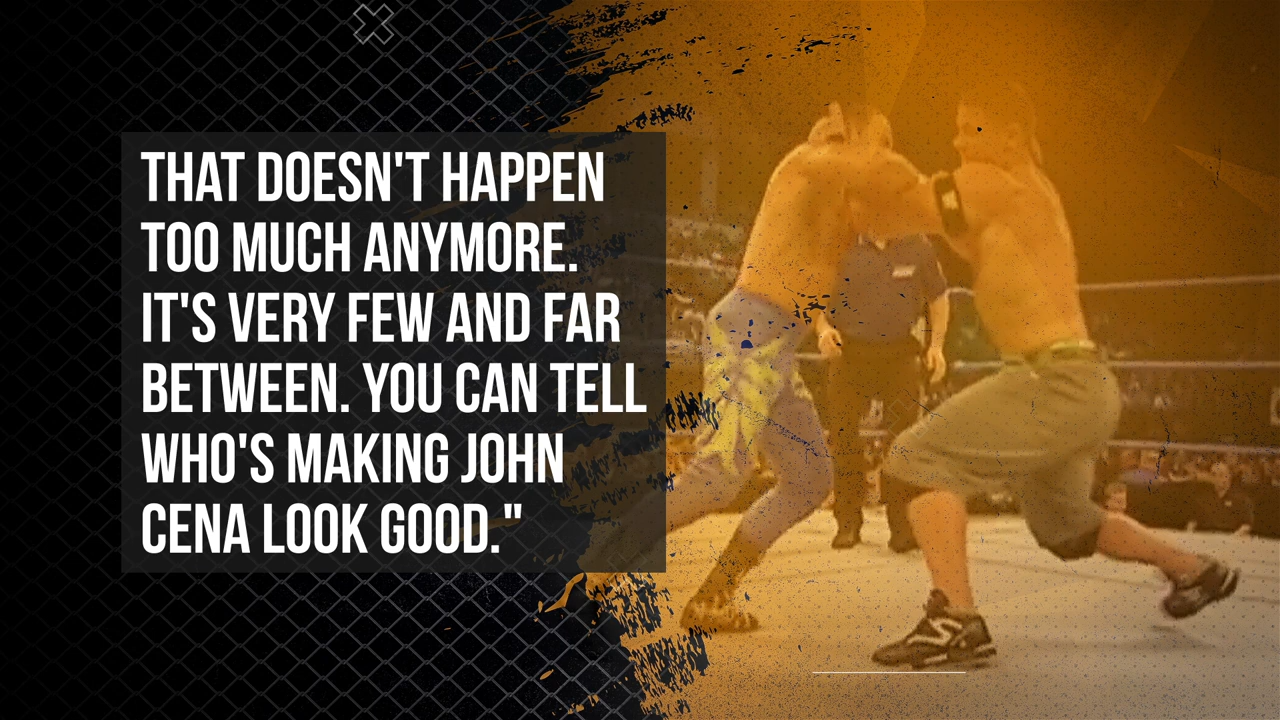 THAT DOESN'T HAPPEN
TOO MUCH ANYMORE.
IT'S VERY FEW AND FAR
BETWEEN. YOU CAN TELL
WHO'S MAKING JOHN
CENA LOOK GOOD."